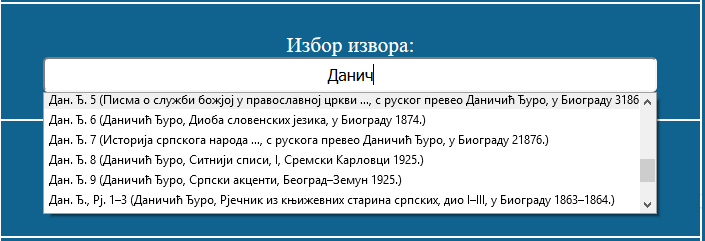 Избор извора:
Данич
Дан. Ђ. 5 (Писма о служби божјој у православној цркви ..., с руског превео Даничић Ђуро, у Биограду 3186
Дан. Ђ. 6 (Даничић Ђуро, Диоба словенских језика, у Биограду 1874.)
Дан. Ђ. 7 (Историја српскога народа ..., с рускога превео Даничић Ђуро, у Биограду 21876.)
Дан. Ђ. 8 (Даничић Ђуро, Ситнији списи, I, Сремски Карловци 1925.)
Дан. Ђ. 9 (Даничић Ђуро, Српски акценти, Београд–Земун 1925.)
Дан. Ђ., Рј. 1–3 (Даничић Ђуро, Рјечник из књижевних старина српских, дио I–III, у Биограду 1863–1864.)